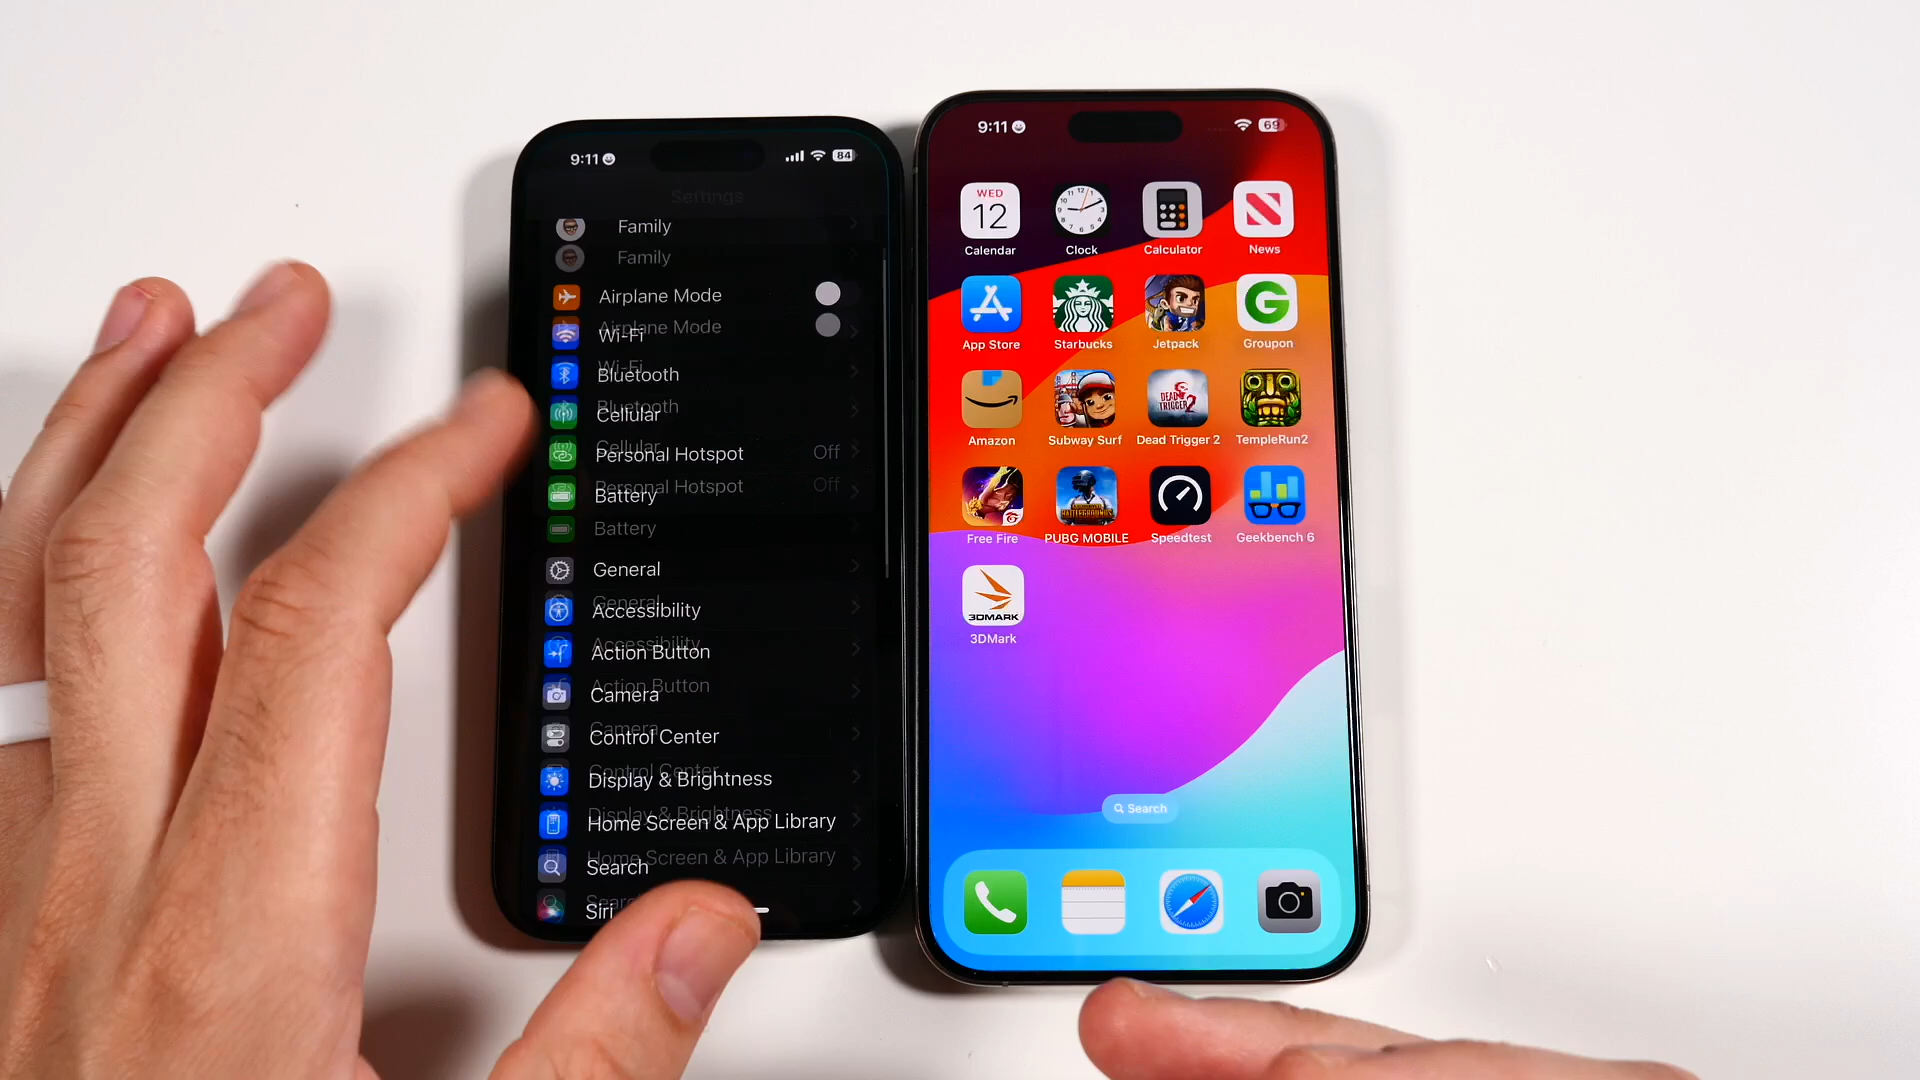 9:11
84
Settings
Family
Family
Airplane Mode
Airplane Mode
Wi-Fi
Wi-Fi
Bluetooth
Bluetooth
Cellular
Cellular
Personal Hotspot Off
Personal Hotspot Off
Battery
Battery
General
General
Accessibility
Accessibility
Action Button
Action Button
Camera
Camera
Control Center
Control Center
Display & Brightness
Display & Brightness
Home Screen & App Library
Home Screen & App Library
Search
Siri
9:11
69
WED
12
Calendar Clock Calculator News
App Store Starbucks Jetpack Groupon
DEAD
TRIGGER
2
Amazon Subway Surf Dead Trigger 2 TempleRun2
BATTLEGROUNDS
Free Fire PUBG MOBILE Speedtest Geekbench 6
3DMARK
3DMark
Search